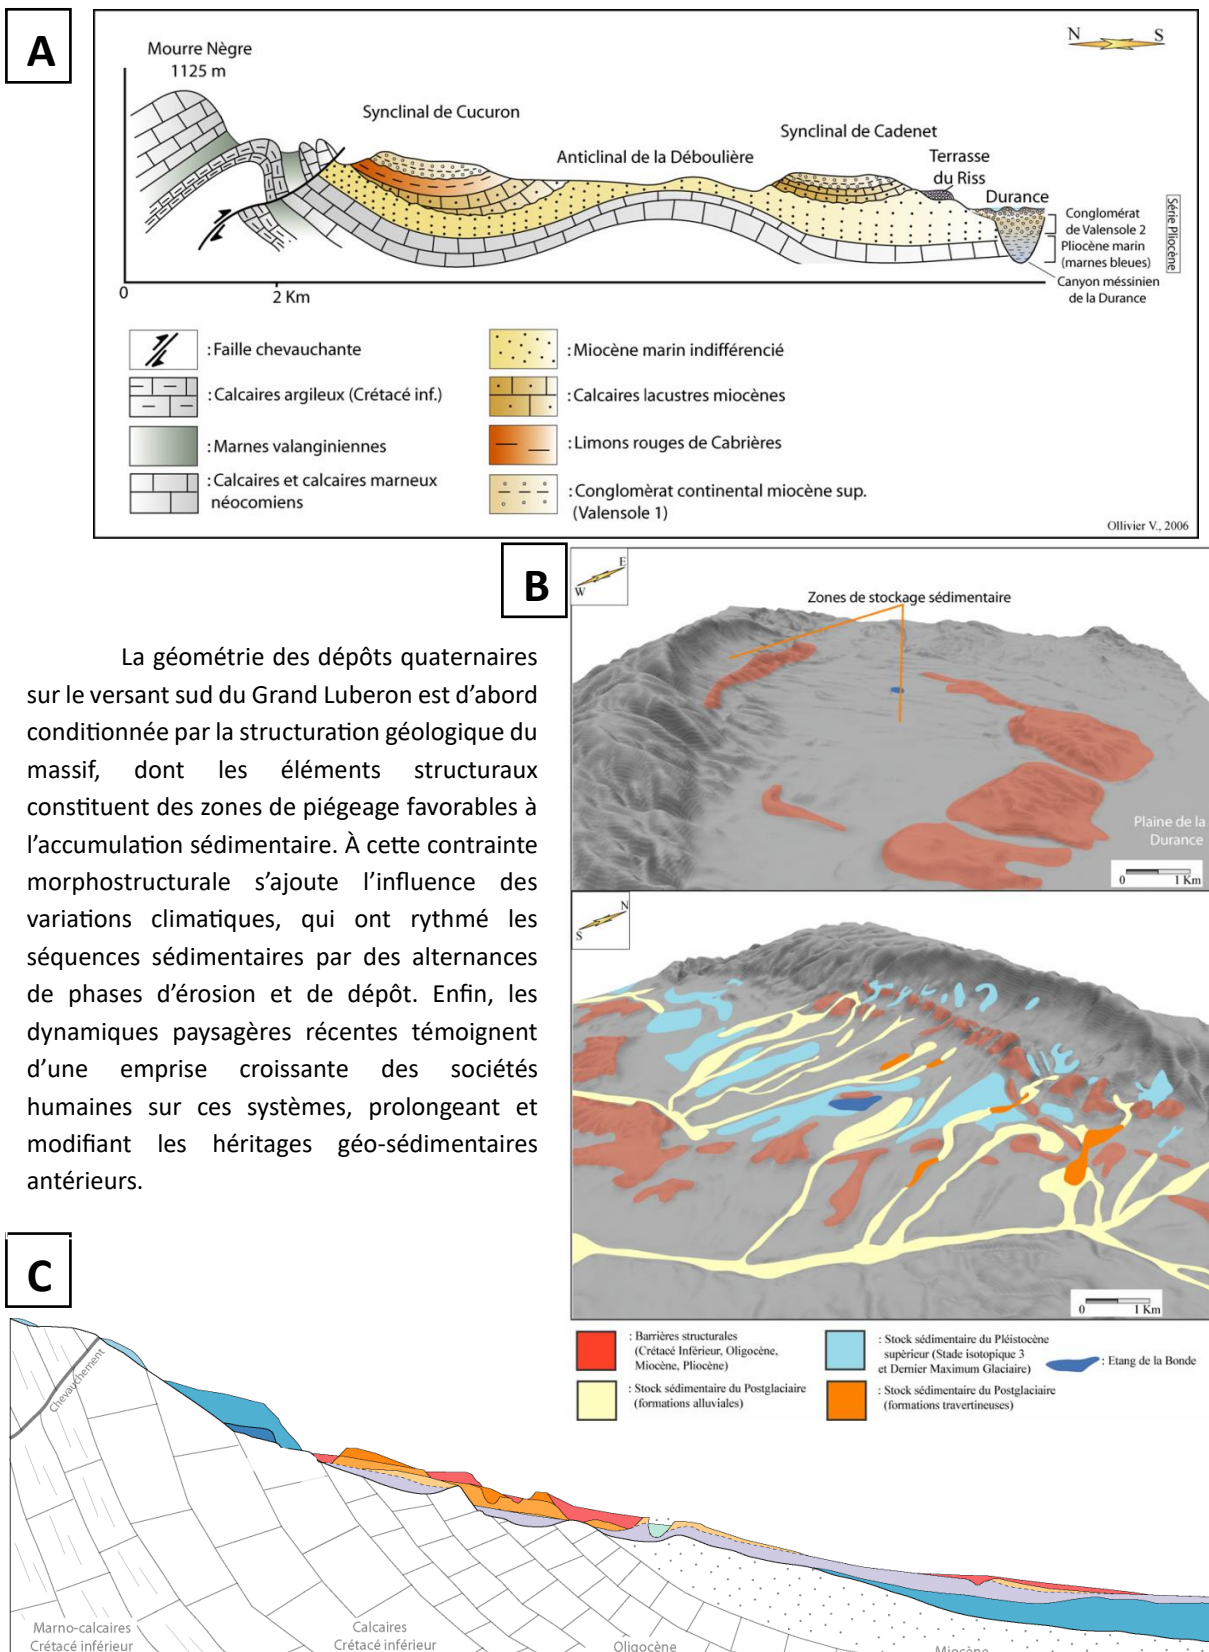 A
Mourre Nègre
1125 m
N S
Synclinal de Cucuron
Synclinal de Cadenet
Anticlinal de la Déboulière
Terrasse
du Riss
Durance
Conglomérat
de Valensole 2
Pliocène marin
(marnes bleues)
Série Pliocène
Canyon méssinien
de la Durance
0
2 Km
: Faille chevauchante
: Calcaires argileux (Crétacé inf.)
: Marnes valanginiennes
: Calcaires et calcaires marneux
néocomiens
: Miocène marin indifférencié
: Calcaires lacustres miocènes
: Limons rouges de Cabrières
: Conglomèrat continental miocène sup.
(Valensole 1)
Ollivier V., 2006
B
E
W
Zones de stockage sédimentaire
Plaine de la
Durance
0 1 Km
La géométrie des dépôts quaternaires
sur le versant sud du Grand Luberon est d’abord
conditionnée par la structuration géologique du
massif, dont les éléments structuraux
constituent des zones de piégeage favorables à
l’accumulation sédimentaire. À cette contrainte
morphostructurale s’ajoute l’influence des
variations climatiques, qui ont rythmé les
séquences sédimentaires par des alternances
de phases d’érosion et de dépôt. Enfin, les
dynamiques paysagères récentes témoignent
d’une emprise croissante des sociétés
humaines sur ces systèmes, prolongeant et
modifiant les héritages géo-sédimentaires
antérieurs.
N
S
0 1 Km
: Barrières structurales
(Crétacé Inférieur, Oligocène,
Miocène, Pliocène)
: Stock sédimentaire du Postglaciaire
(formations alluviales)
: Stock sédimentaire du Pléistocène
supérieur (Stade isotopique 3
et Dernier Maximum Glaciaire)
: Etang de la Bonde
: Stock sédimentaire du Postglaciaire
(formations travertineuses)
C
Chevauchement
Marno-calcaires
Crétacé inférieur
Calcaires
Crétacé inférieur
Oligocène
Miocène